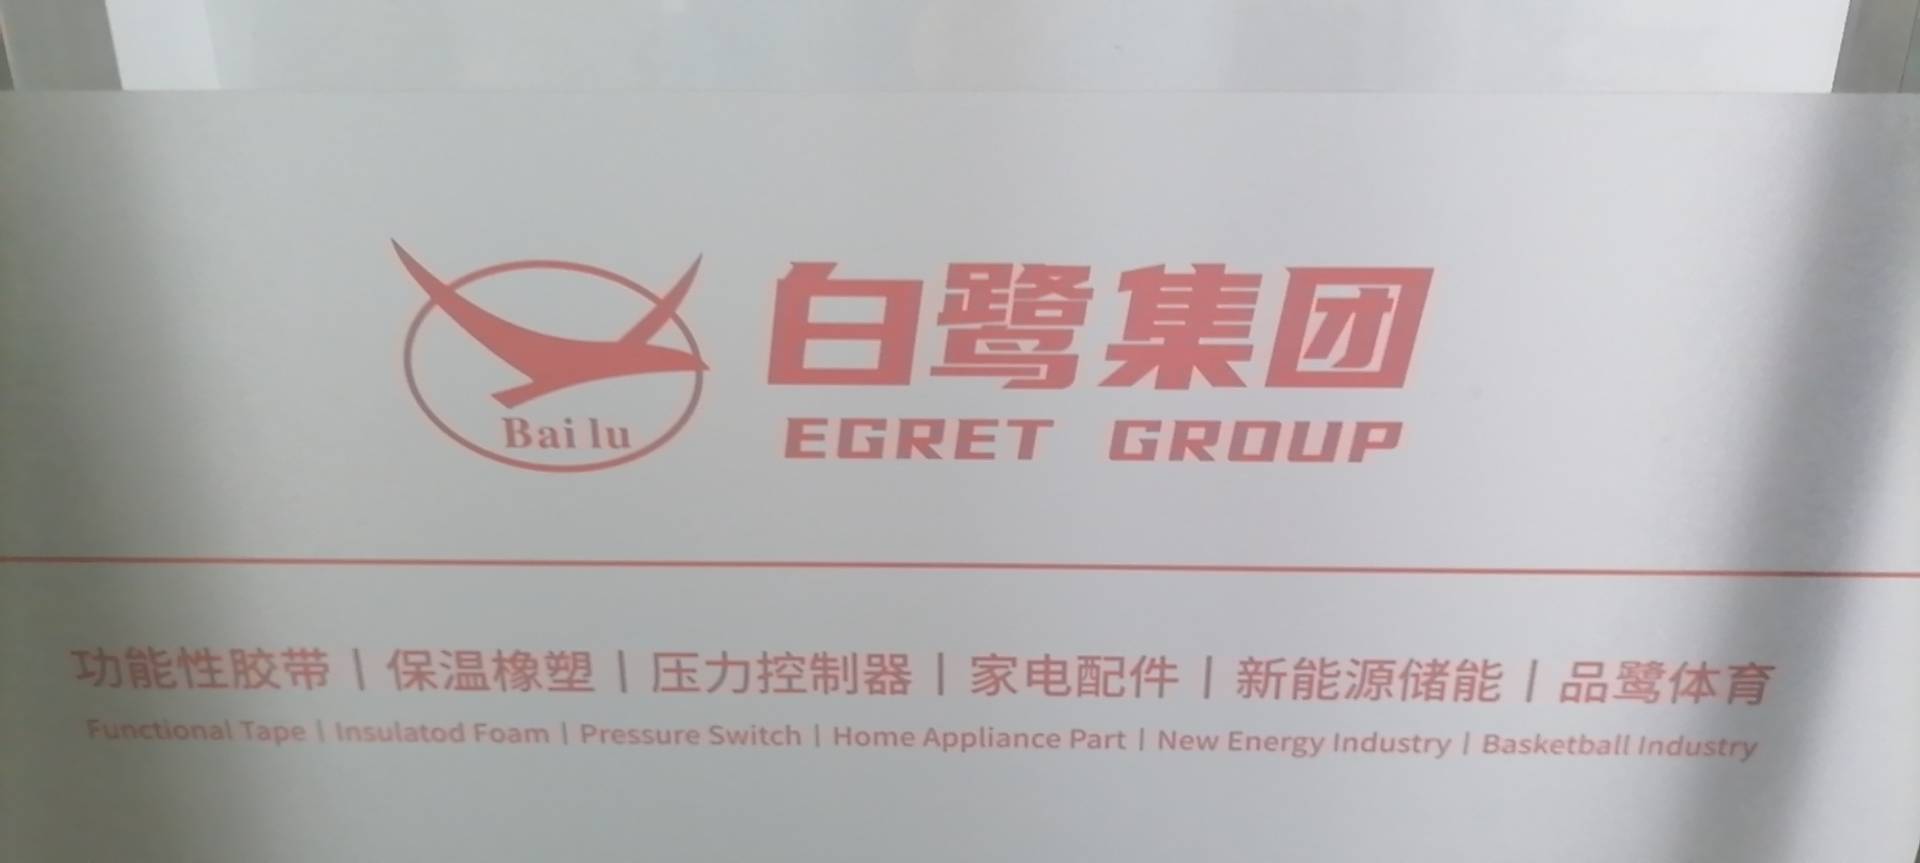 Bai lu
白鹭集团
EGRET GROUP
功能性胶带 | 保温橡塑 | 压力控制器 | 家电配件 | 新能源储能 | 品鹭体育
Functional Tape | Insulatod Foam | Pressure Switch | Home Appliance Part | New Energy Industry | Basketball Industry